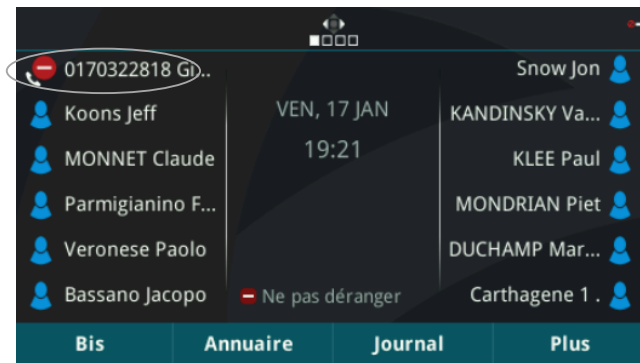 0170322818 Gi...
Koons Jeff
MONNET Claude
Parmigianino F...
Veronese Paolo
Bassano Jacopo
VEN, 17 JAN
19:21
Ne pas déranger
Snow Jon
KANDINSKY Va...
KLEE Paul
MONDRIAN Piet
DUCHAMP Mar...
Carthagene 1 .
Bis
Annuaire
Journal
Plus